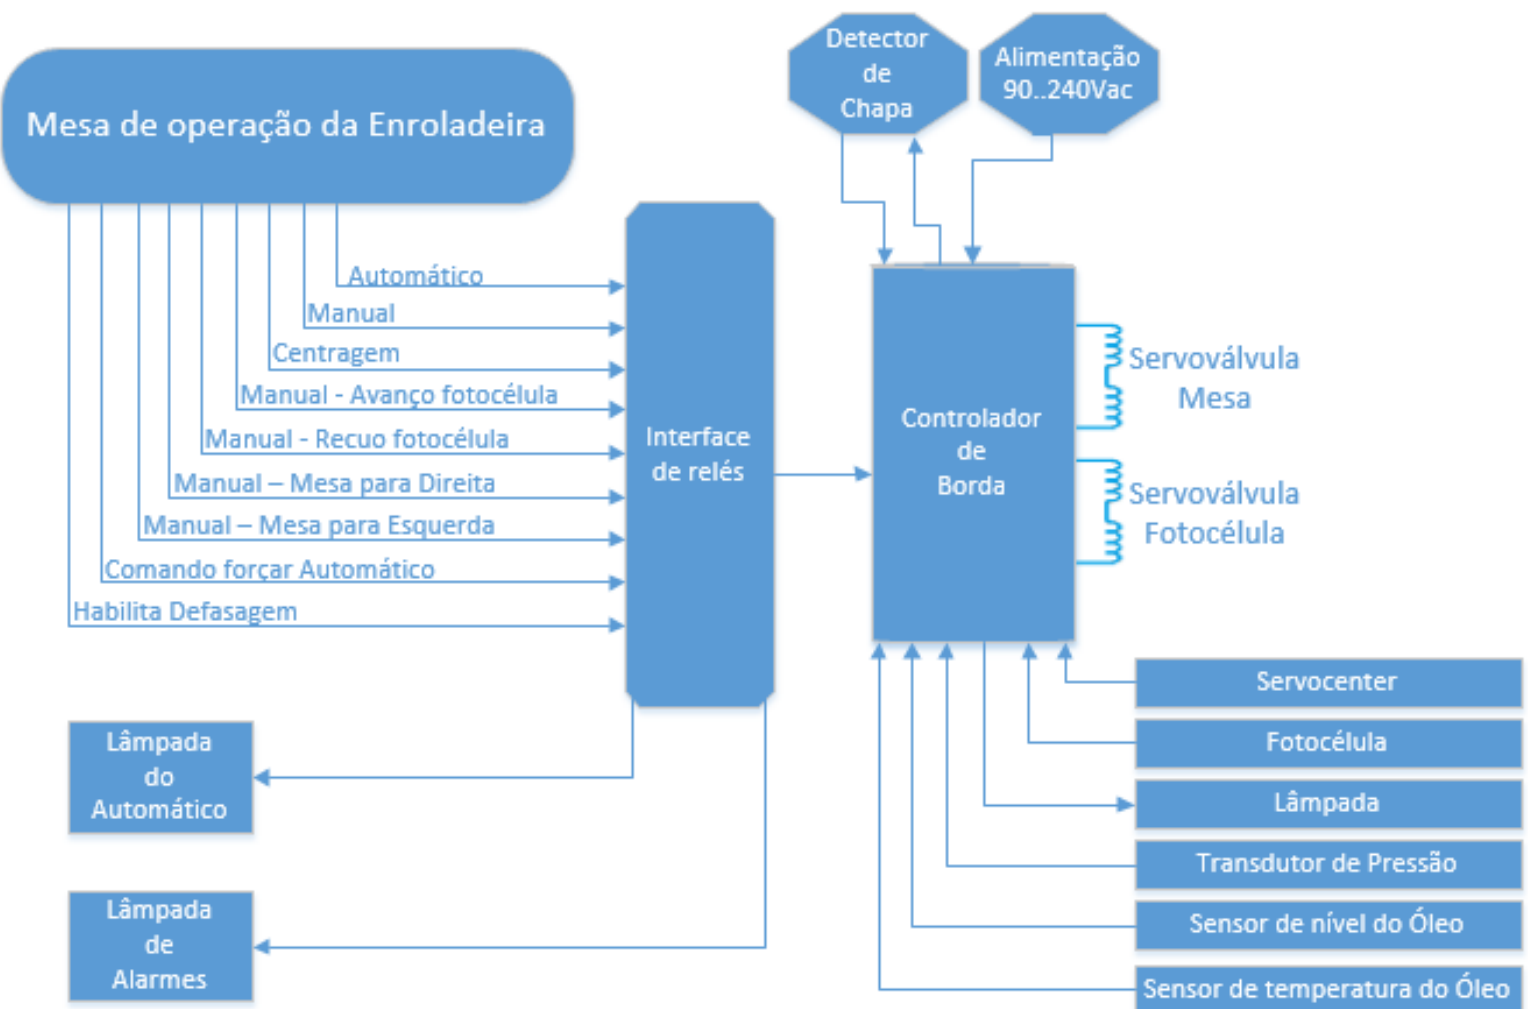 Mesa de operação da Enroladeira
Detector
de
Chapa
Alimentação
90..240Vac
Automático
Manual
Centragem
Manual - Avanço fotocélula
Manual - Recuo fotocélula
Manual – Mesa para Direita
Manual – Mesa para Esquerda
Comando forçar Automático
Habilita Defasagem
Interface
de relés
Controlador
de
Borda
Servoválvula
Mesa
Servoválvula
Fotocélula
Lâmpada
do
Automático
Lâmpada
de
Alarmes
Servocenter
Fotocélula
Lâmpada
Transdutor de Pressão
Sensor de nível do Óleo
Sensor de temperatura do Óleo